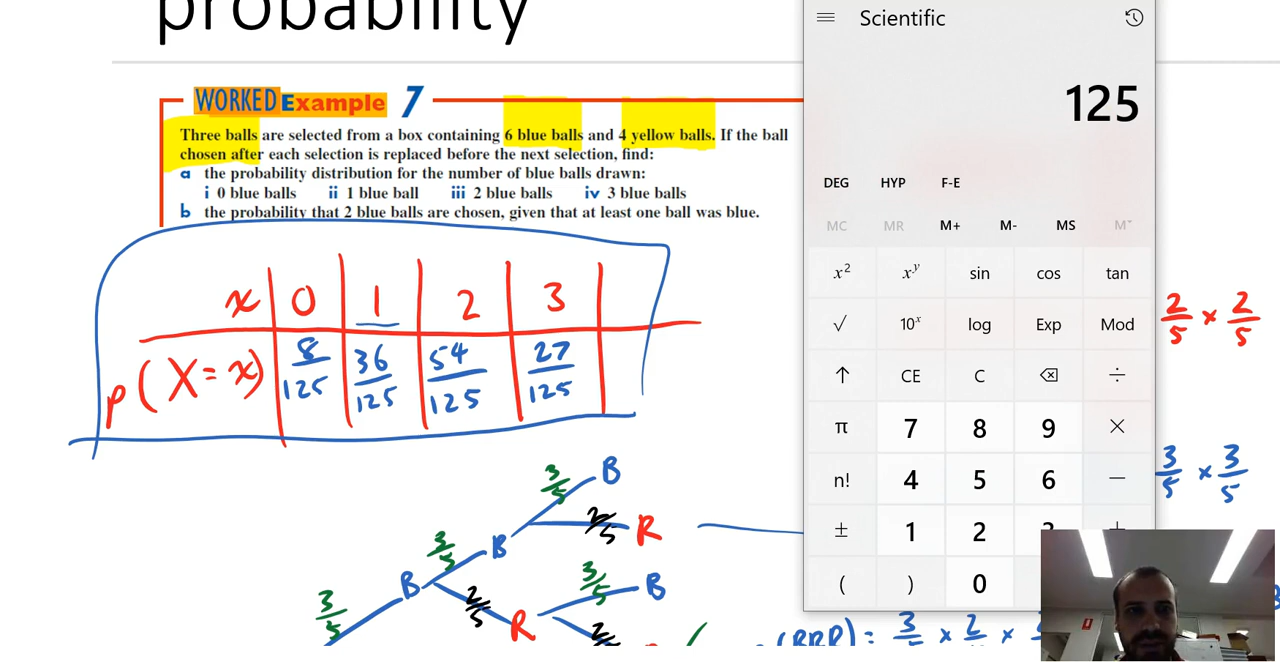 probability
WORKED Example 7
Three balls are selected from a box containing 6 blue balls and 4 yellow balls. If the ball
chosen after each selection is replaced before the next selection, find:
a the probability distribution for the number of blue balls drawn:
i 0 blue balls ii 1 blue ball iii 2 blue balls iv 3 blue balls
b the probability that 2 blue balls are chosen, given that at least one ball was blue.
x 0 1 2 3
p(X=x) 8/125 36/125 54/125 27/125
3/5 B
3/5 B 2/5 R
3/5 B 3/5 B
2/5 R
Scientific
125
DEG HYP F-E
MC MR M+ M- MS M˅
x² xʸ sin cos tan
√ 10ˣ log Exp Mod
↑ CE C ⌫ ÷
π 7 8 9 ×
n! 4 5 6 −
± 1 2
( ) 0
2/5 × 2/5
3/5 × 3/5